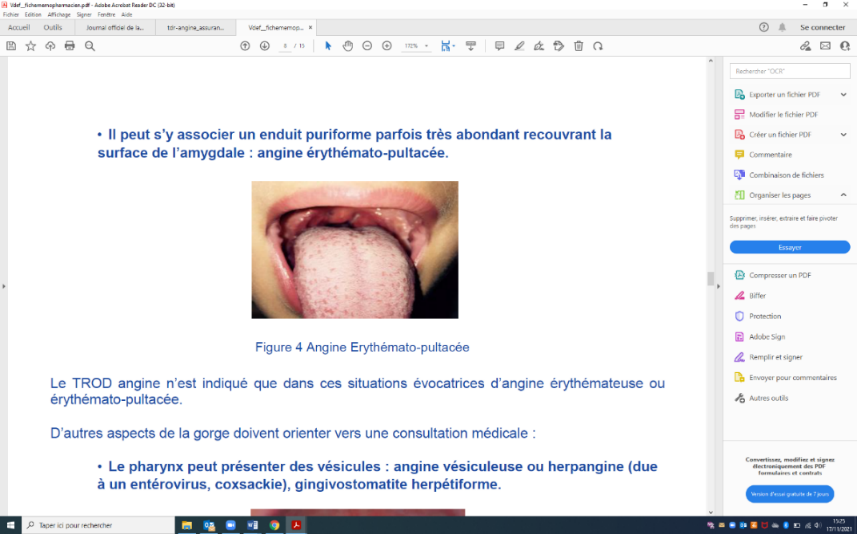 Vdef_fichememopharmacien.pdf - Adobe Acrobat Reader DC (32-bit)
Fichier Edition Affichage Signer Fenêtre Aide
Accueil Outils Journal officiel de la... tdr-angine_assuran... Vdef_fichememop... × Se connecter
/ 15 110%
Rechercher "OCR"
Exporter un fichier PDF
Modifier le fichier PDF
Créer un fichier PDF
Commentaire
Combinaison de fichiers
Organiser les pages
Supprimer, insérer, extraire et faire pivoter
des pages
Essayer
Compresser un PDF
Biffer
Protection
Adobe Sign
Remplir et signer
Envoyer pour commentaires
Autres outils
Convertissez, modifiez et signez
électroniquement des PDF
formulaires et contrats
Version d'essai gratuite de 7 jours
• Il peut s'y associer un enduit puriforme parfois très abondant recouvrant la
surface de l'amygdale : angine érythémato-pultacée.
Figure 4 Angine Erythémato-pultacée
Le TROD angine n'est indiqué que dans ces situations évocatrices d'angine érythémateuse ou
érythémato-pultacée.
D'autres aspects de la gorge doivent orienter vers une consultation médicale :
• Le pharynx peut présenter des vésicules : angine vésiculeuse ou herpangine (due
à un entérovirus, coxsackie), gingivostomatite herpétiforme.
Taper ici pour rechercher
15:25
17/11/2021